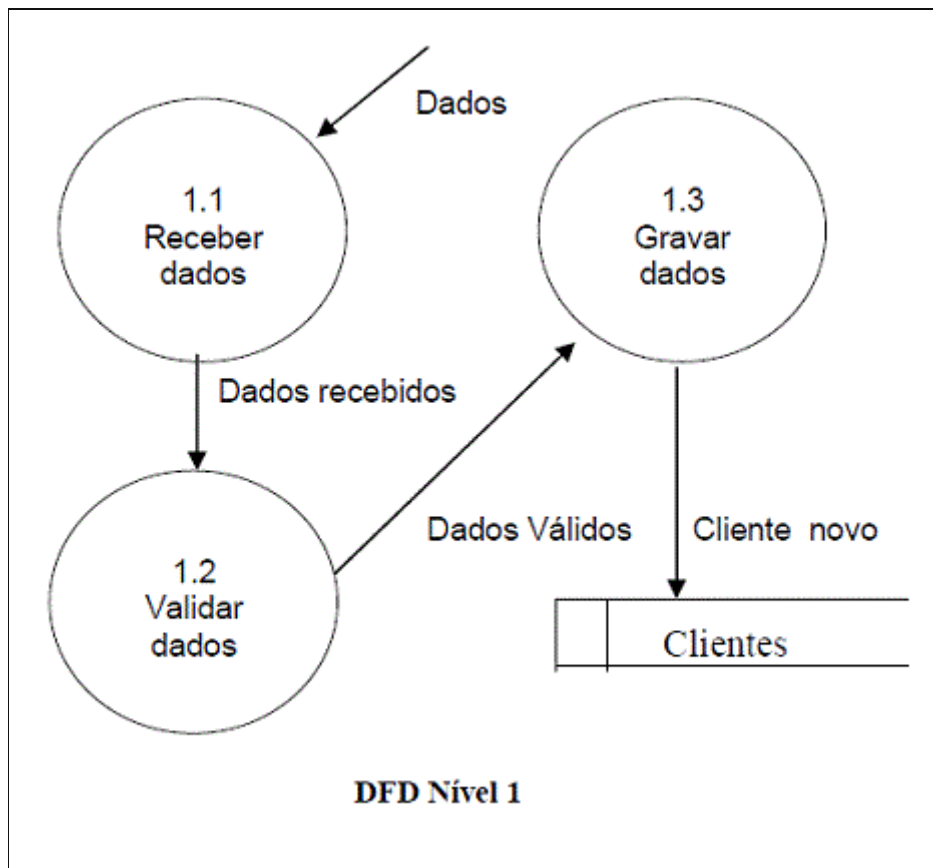 Dados
1.1
Receber
dados
1.3
Gravar
dados
Dados recebidos
Dados Válidos
Cliente novo
1.2
Validar
dados
Clientes
DFD Nível 1